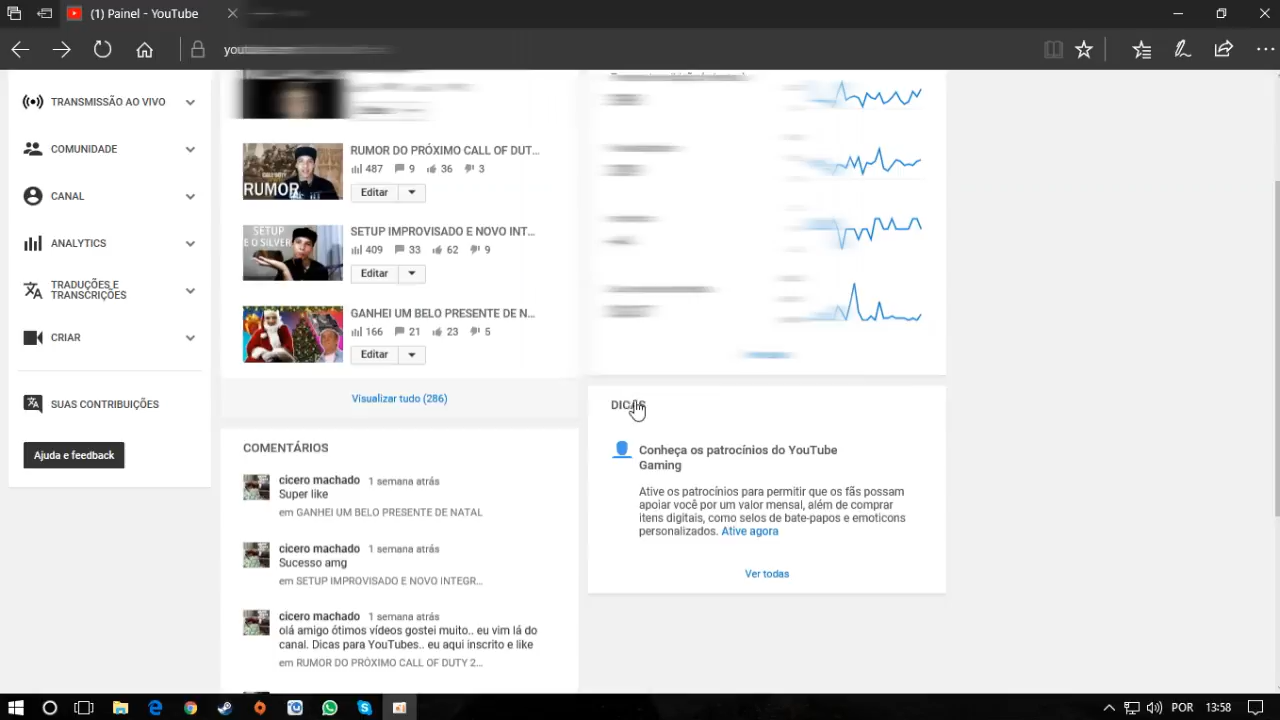 (1) Painel - YouTube
you
TRANSMISSÃO AO VIVO
COMUNIDADE
CANAL
ANALYTICS
TRADUÇÕES E
TRANSCRIÇÕES
CRIAR
SUAS CONTRIBUIÇÕES
Ajuda e feedback
RUMOR DO PRÓXIMO CALL OF DUT...
487 9 36 3
Editar
RUMOR
SETUP IMPROVISADO E NOVO INT...
409 33 62 9
Editar
SETUP
E O SILVER
GANHEI UM BELO PRESENTE DE N...
166 21 23 5
Editar
Visualizar tudo (286)
COMENTÁRIOS
cicero machado 1 semana atrás
Super like
em GANHEI UM BELO PRESENTE DE NATAL
cicero machado 1 semana atrás
Sucesso amg
em SETUP IMPROVISADO E NOVO INTEGR...
cicero machado 1 semana atrás
olá amigo ótimos vídeos gostei muito.. eu vim lá do
canal. Dicas para YouTubes.. eu aqui inscrito e like
em RUMOR DO PRÓXIMO CALL OF DUTY 2...
DICAS
Conheça os patrocínios do YouTube
Gaming
Ative os patrocínios para permitir que os fãs possam
apoiar você por um valor mensal, além de comprar
itens digitais, como selos de bate-papos e emoticons
personalizados. Ative agora
Ver todas
POR 13:58